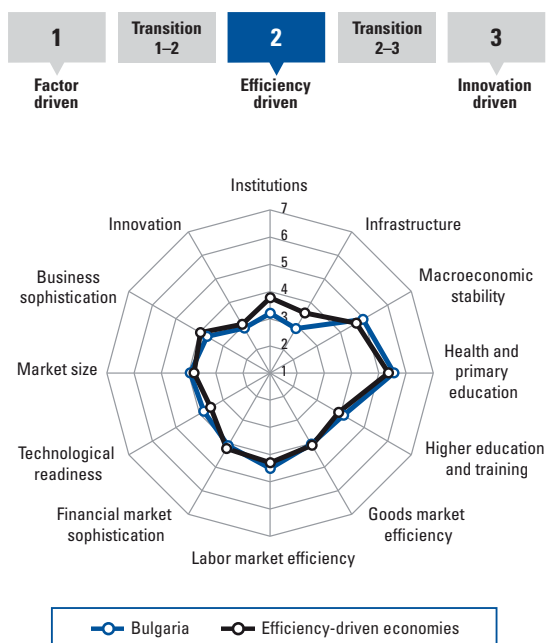 1
Transition
1–2
2
Transition
2–3
3
Factor
driven
Efficiency
driven
Innovation
driven
Institutions
Infrastructure
Macroeconomic
stability
Health and
primary
education
Higher education
and training
Goods market
efficiency
Labor market efficiency
Financial market
sophistication
Technological
readiness
Market size
Business
sophistication
Innovation
7
6
5
4
3
2
1
Bulgaria
Efficiency-driven economies